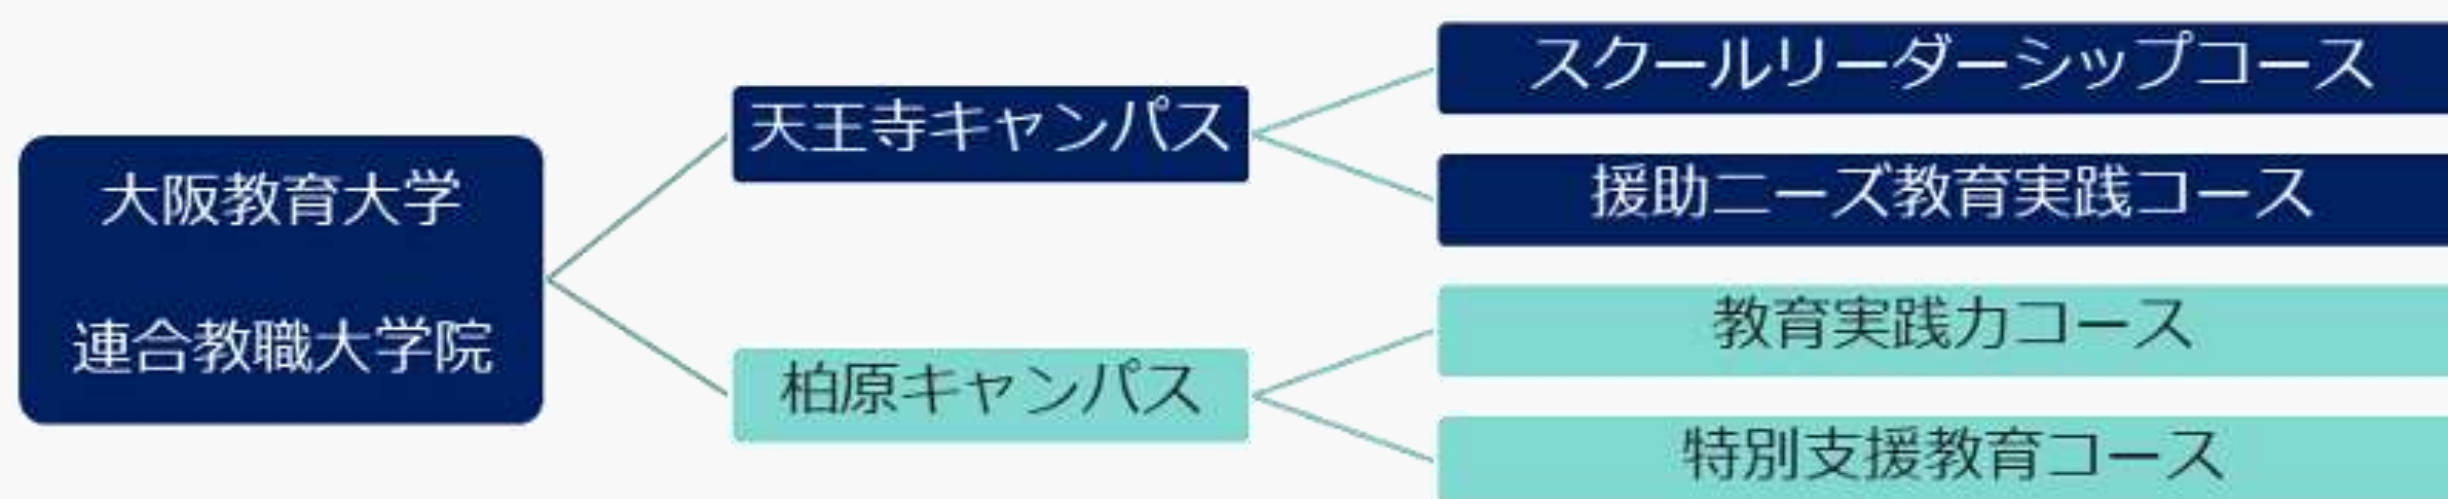 大阪教育大学
連合教職大学院
天王寺キャンパス
スクールリーダーシップコース
援助ニーズ教育実践コース
柏原キャンパス
教育実践力コース
特別支援教育コース